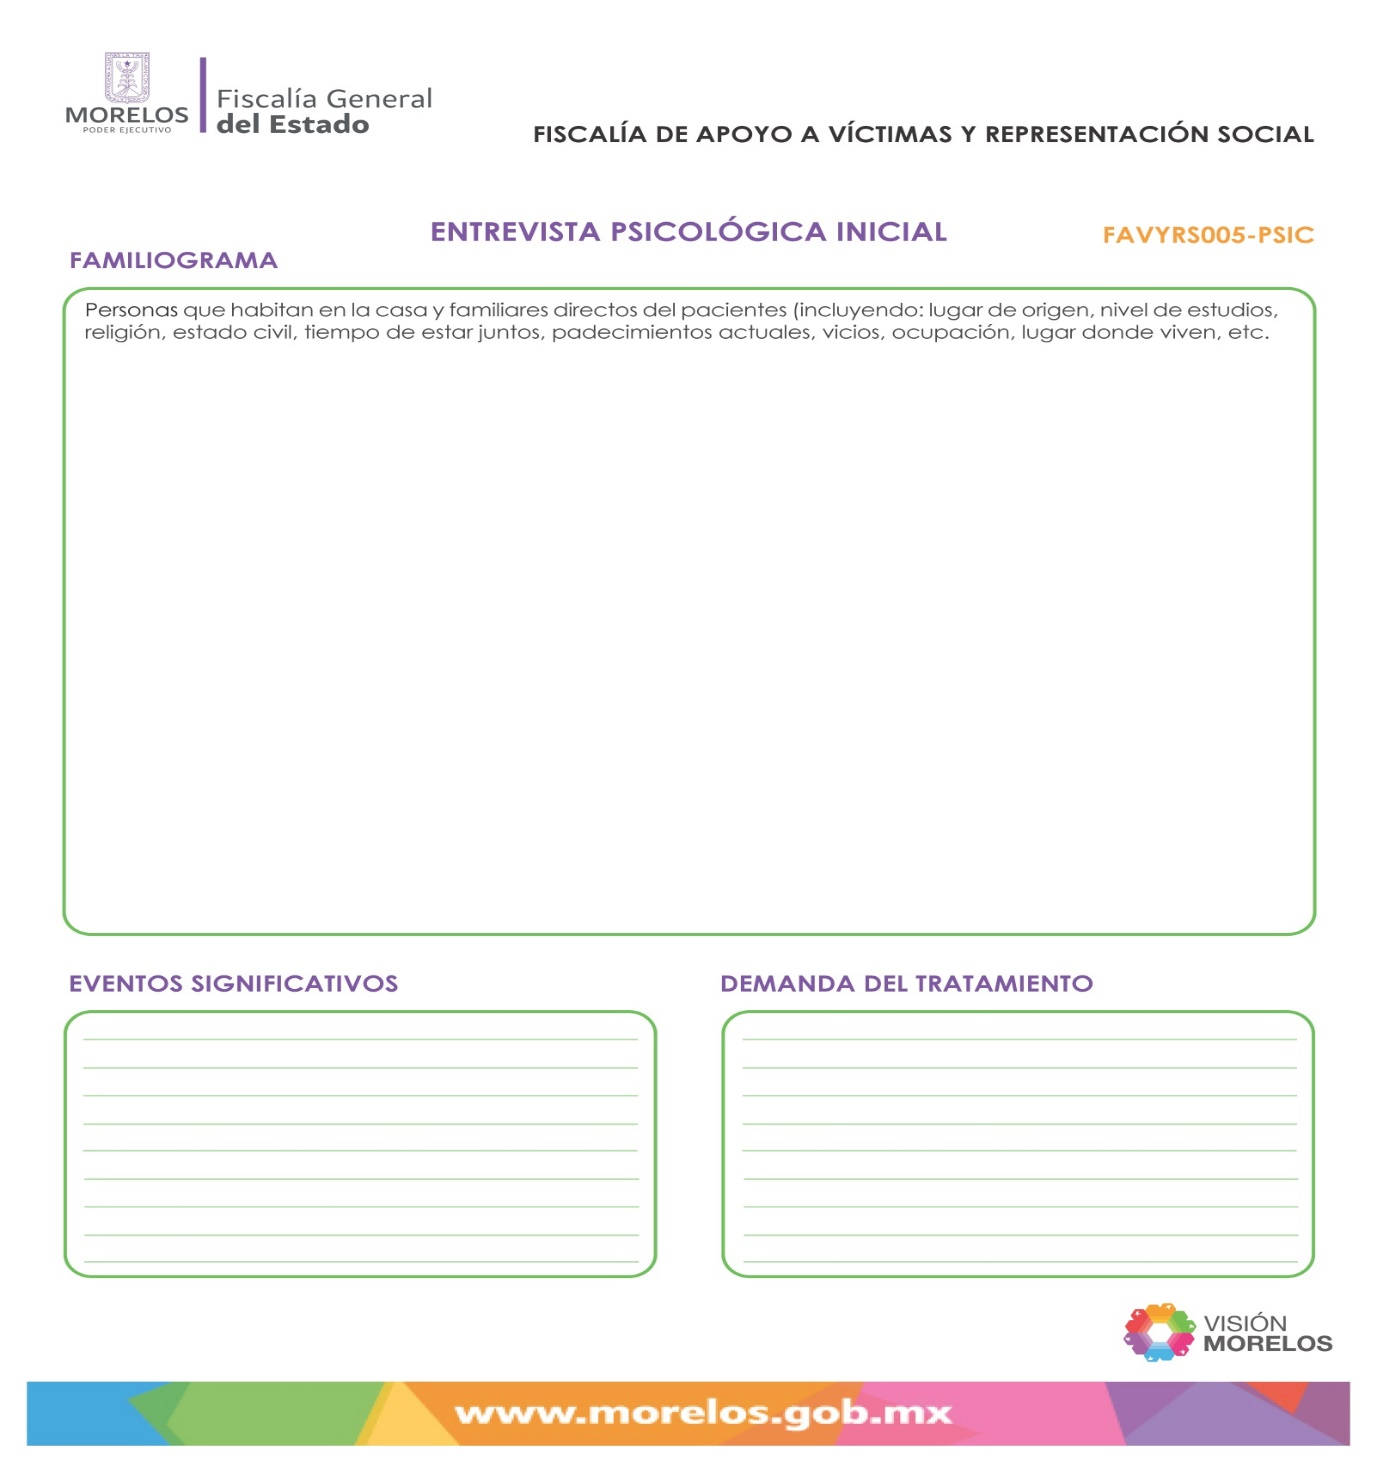 MORELOS
PODER EJECUTIVO
Fiscalía General
del Estado
FISCALÍA DE APOYO A VÍCTIMAS Y REPRESENTACIÓN SOCIAL
ENTREVISTA PSICOLÓGICA INICIAL
FAVYRS005-PSIC
FAMILIOGRAMA
Personas que habitan en la casa y familiares directos del pacientes (incluyendo: lugar de origen, nivel de estudios,
religión, estado civil, tiempo de estar juntos, padecimientos actuales, vicios, ocupación, lugar donde viven, etc.
EVENTOS SIGNIFICATIVOS
DEMANDA DEL TRATAMIENTO
VISIÓN
MORELOS
www.morelos.gob.mx